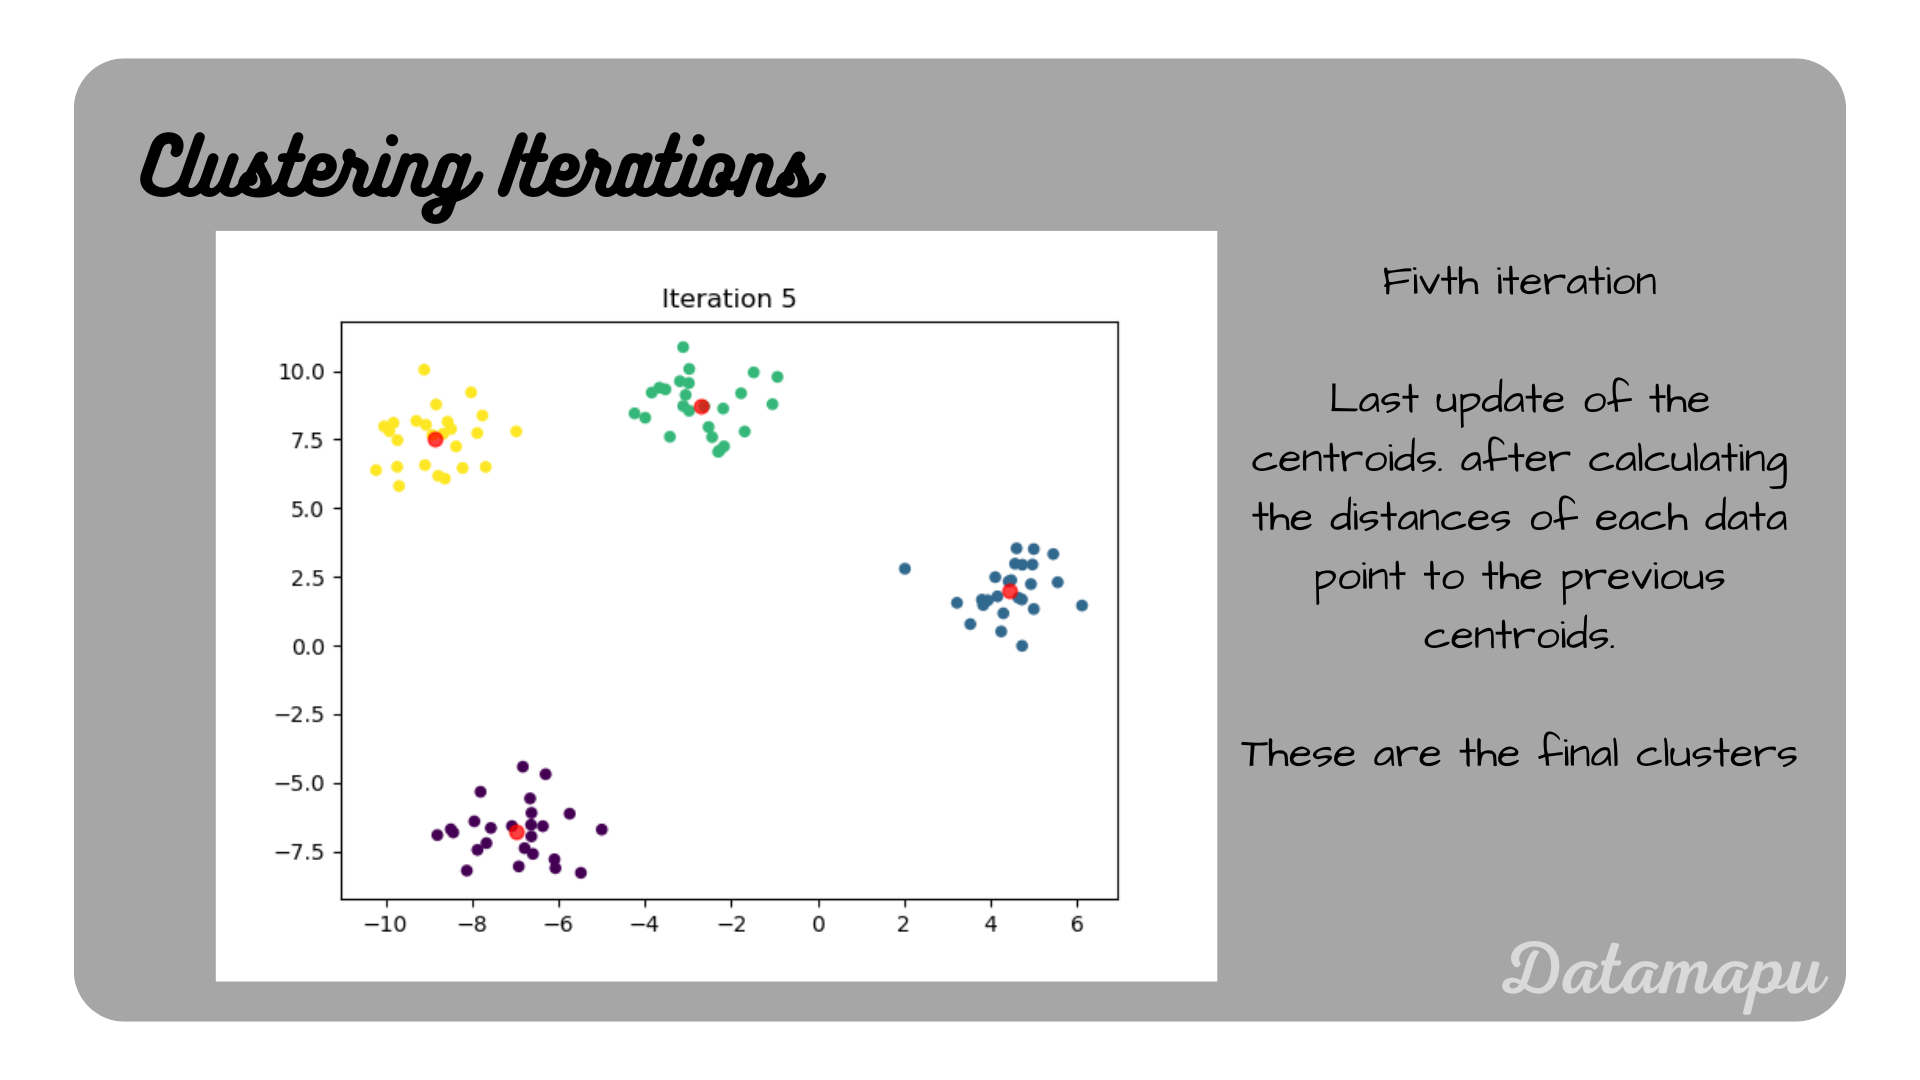 Clustering Iterations
Iteration 5
10.0
7.5
5.0
2.5
0.0
−2.5
−5.0
−7.5
−10 −8 −6 −4 −2 0 2 4 6
Fivth iteration
Last update of the
centroids. after calculating
the distances of each data
point to the previous
centroids.
These are the final clusters
Datamapu